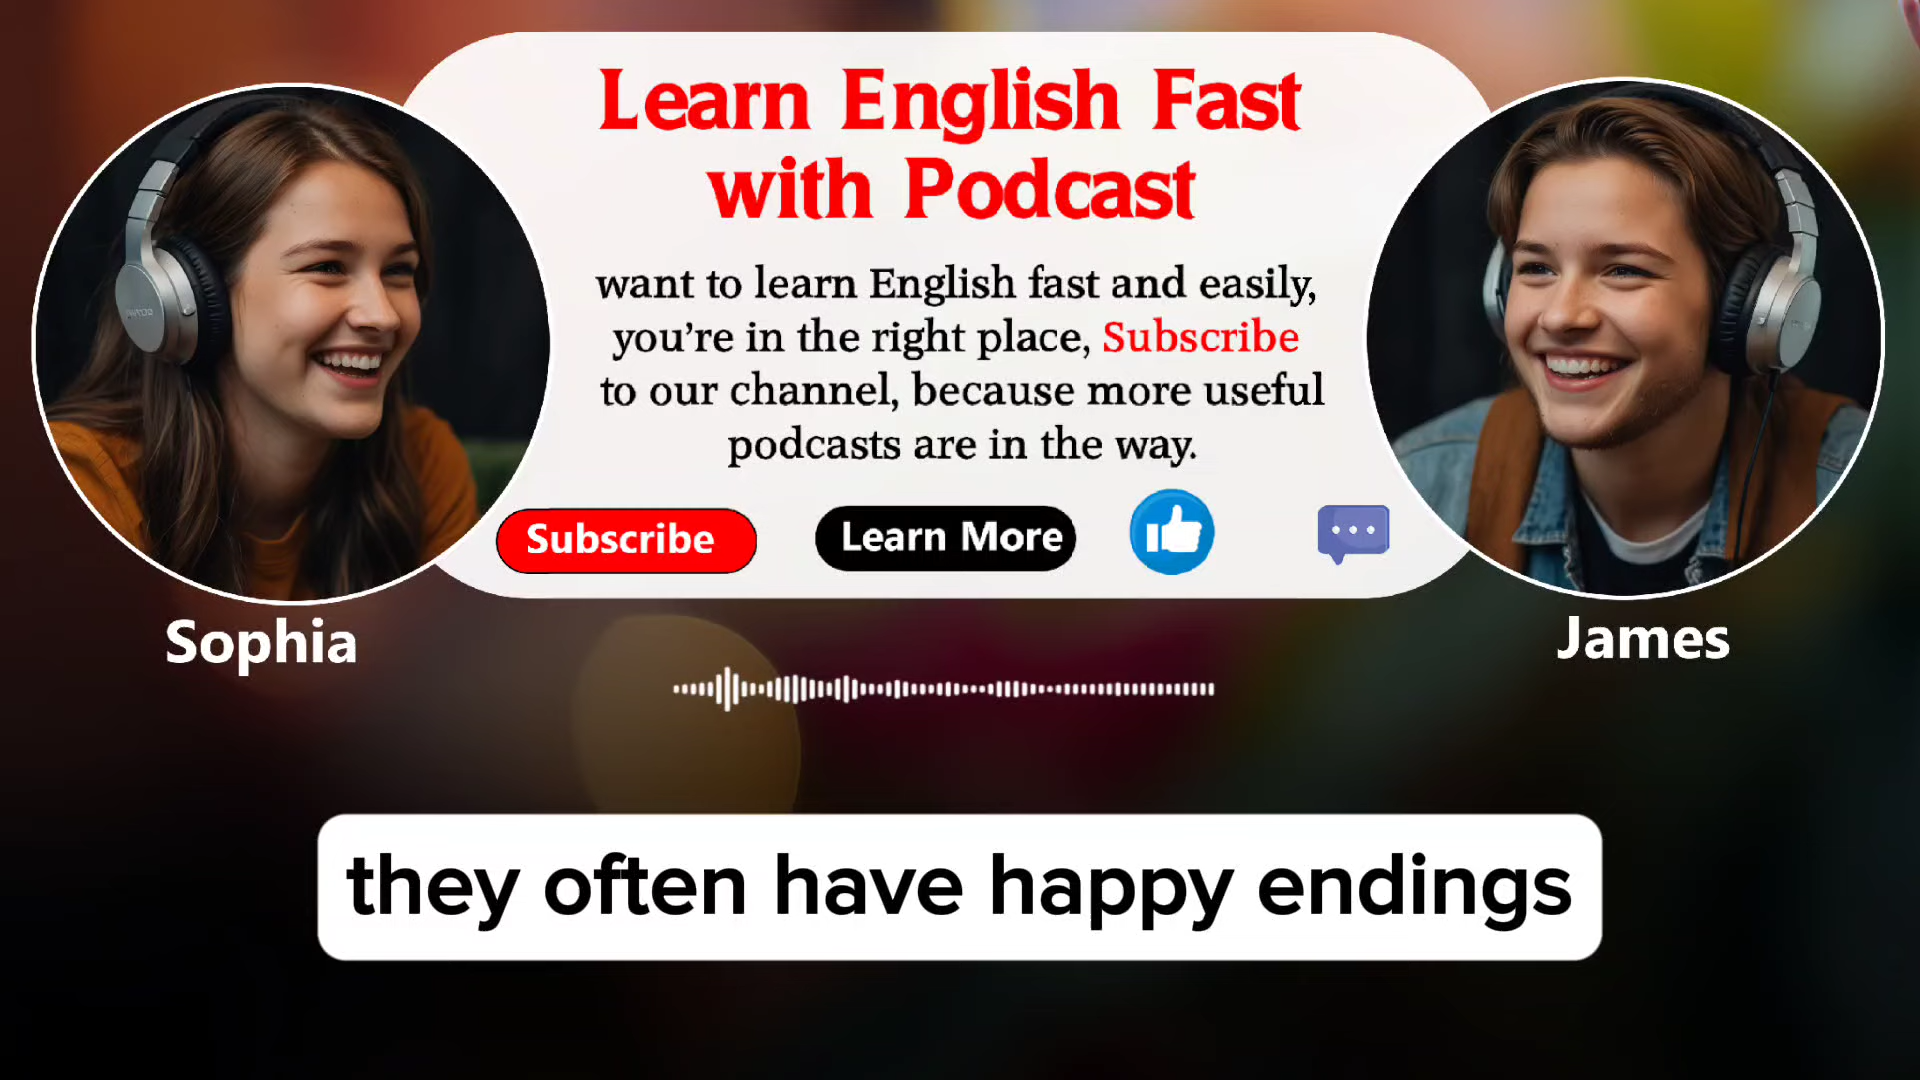 Learn English Fast
with Podcast
want to learn English fast and easily,
you're in the right place, Subscribe
to our channel, because more useful
podcasts are in the way.
Subscribe
Learn More
Sophia
James
they often have happy endings